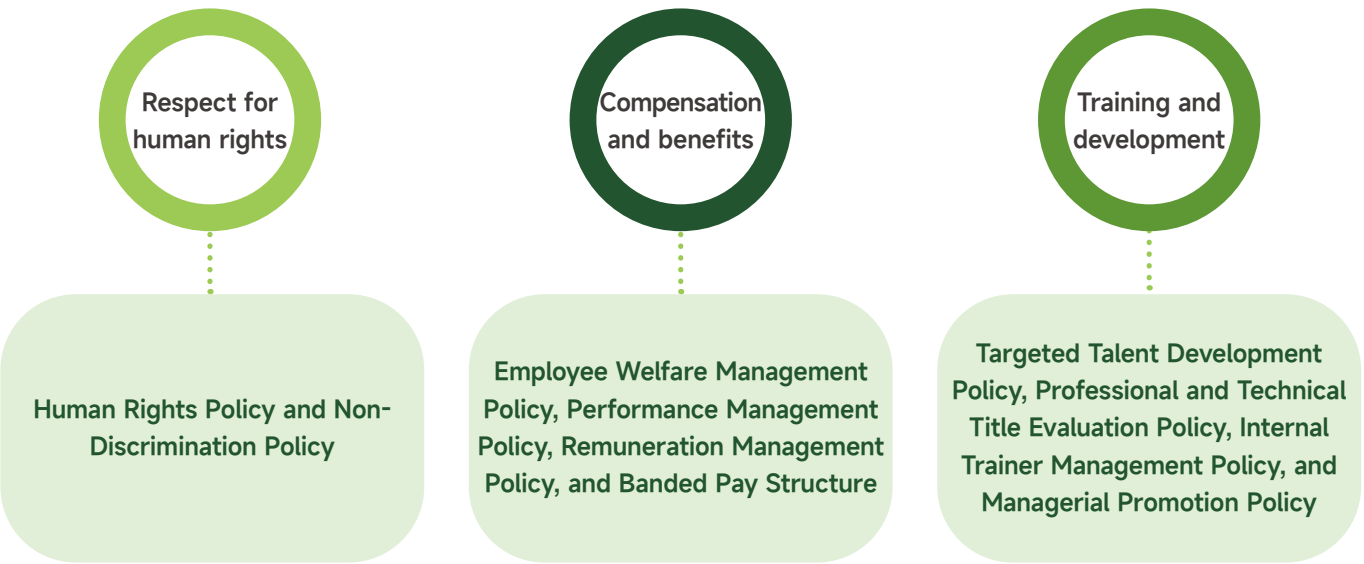 Respect for
human rights
Compensation
and benefits
Training and
development
Human Rights Policy and Non-
Discrimination Policy
Employee Welfare Management
Policy, Performance Management
Policy, Remuneration Management
Policy, and Banded Pay Structure
Targeted Talent Development
Policy, Professional and Technical
Title Evaluation Policy, Internal
Trainer Management Policy, and
Managerial Promotion Policy